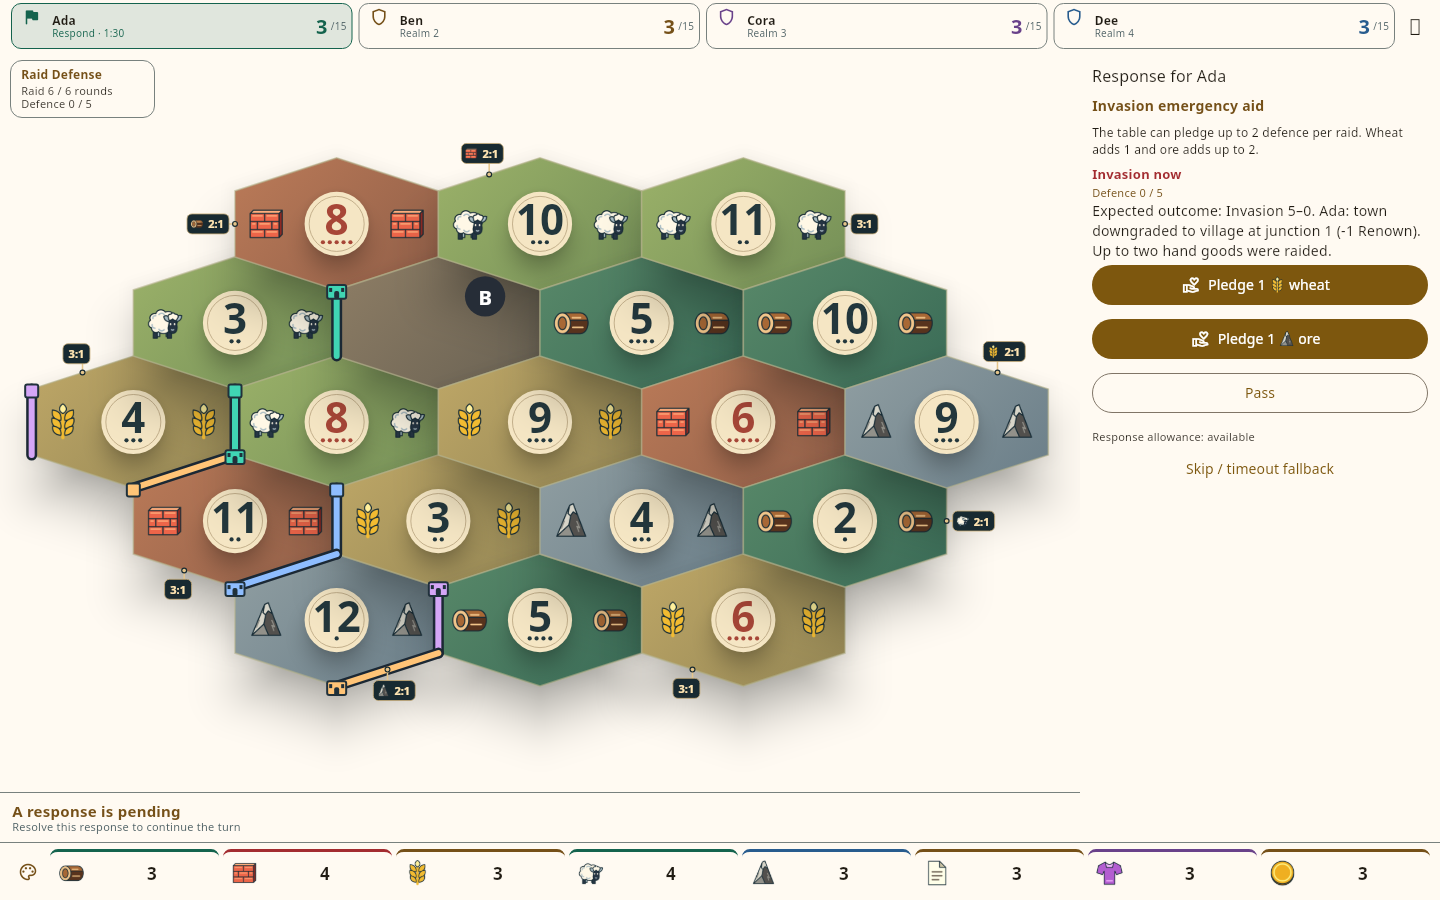 Ada
Respond · 1:30
3 /15
Ben
Realm 2
3 /15
Cora
Realm 3
3 /15
Dee
Realm 4
3 /15
Raid Defense
Raid 6 / 6 rounds
Defence 0 / 5
2:1
2:1
8
10
11
3:1
3
B
5
10
3:1
2:1
4
8
9
6
9
11
3
4
2
2:1
3:1
12
5
6
2:1
3:1
Response for Ada
Invasion emergency aid
The table can pledge up to 2 defence per raid. Wheat
adds 1 and ore adds up to 2.
Invasion now
Defence 0 / 5
Expected outcome: Invasion 5–0. Ada: town
downgraded to village at junction 1 (-1 Renown).
Up to two hand goods were raided.
Pledge 1 wheat
Pledge 1 ore
Pass
Response allowance: available
Skip / timeout fallback
A response is pending
Resolve this response to continue the turn
3
4
3
4
3
3
3
3